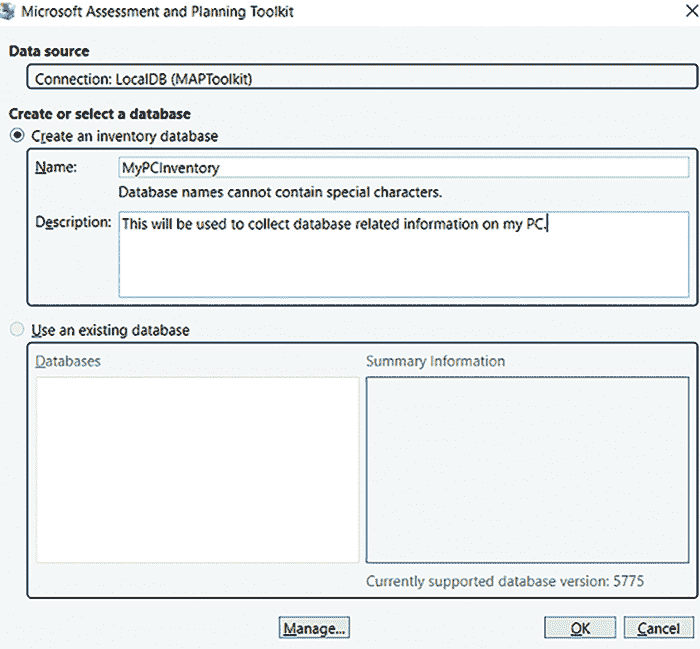 Microsoft Assessment and Planning Toolkit
Data source
Connection: LocalDB (MAPToolkit)
Create or select a database
Create an inventory database
Name: MyPCInventory
Database names cannot contain special characters.
Description: This will be used to collect database related information on my PC.
Use an existing database
Databases Summary Information
Currently supported database version: 5775
Manage... OK Cancel